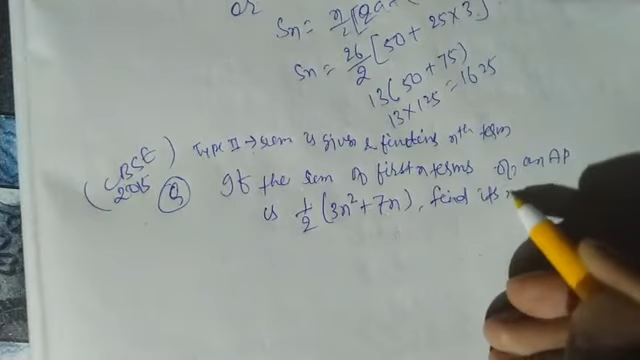 or
Sn = n/2 [2a+(
Sn = 26/2 [50 + 25×3]
13(50+75)
13×125 = 1625
(CBSE 2015) Type II → sum is given & finding nth term
Q If the sum of first n terms of an AP
is 1/2 (3n² + 7n), find its n